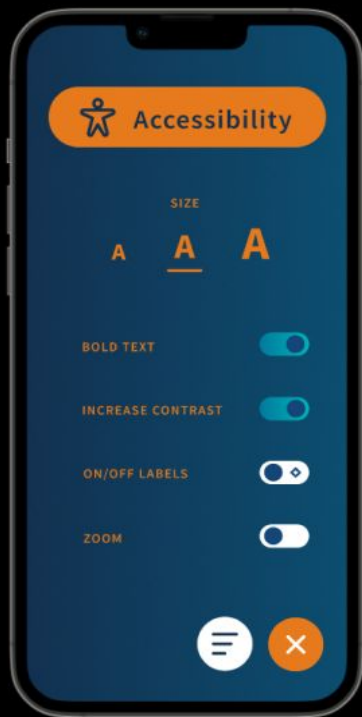 Accessibility
SIZE
A A A
BOLD TEXT
INCREASE CONTRAST
ON/OFF LABELS
ZOOM